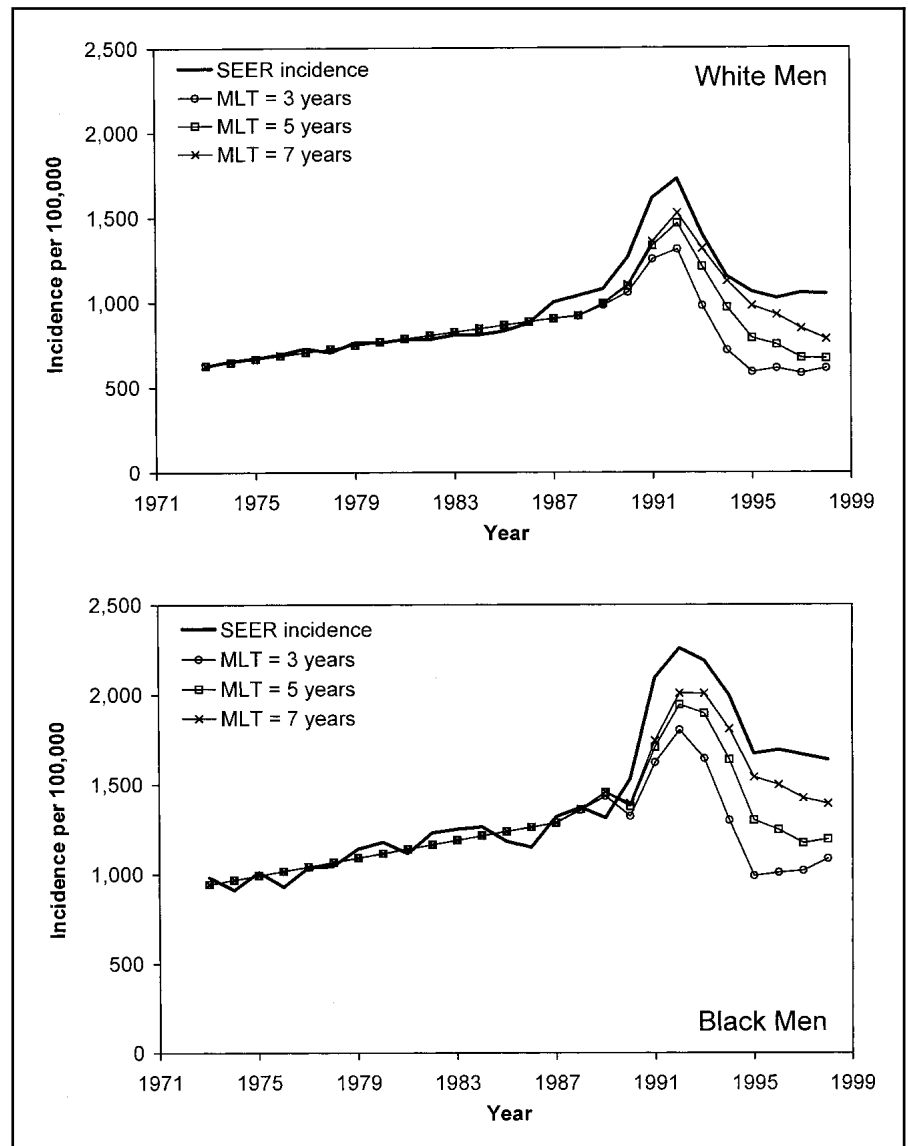 2,500
2,000
1,500
1,000
500
0
Incidence per 100,000
SEER incidence
MLT = 3 years
MLT = 5 years
MLT = 7 years
White Men
1971 1975 1979 1983 1987 1991 1995 1999
Year
2,500
2,000
1,500
1,000
500
0
Incidence per 100,000
SEER incidence
MLT = 3 years
MLT = 5 years
MLT = 7 years
Black Men
1971 1975 1979 1983 1987 1991 1995 1999
Year